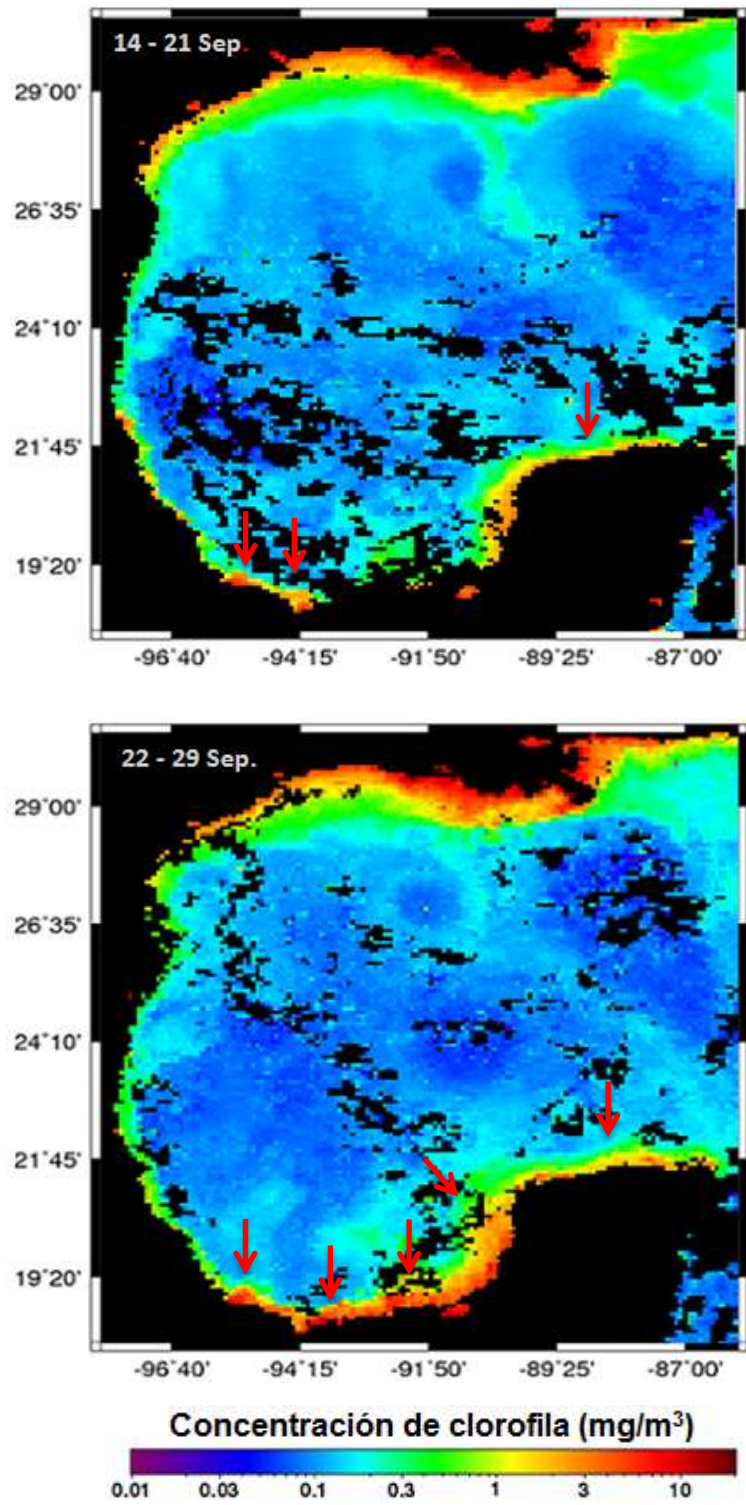 14 - 21 Sep.
29°00'
26°35'
24°10'
21°45'
19°20'
-96°40' -94°15' -91°50' -89°25' -87°00'
22 - 29 Sep.
29°00'
26°35'
24°10'
21°45'
19°20'
-96°40' -94°15' -91°50' -89°25' -87°00'
Concentración de clorofila (mg/m³)
0.01 0.03 0.1 0.3 1 3 10